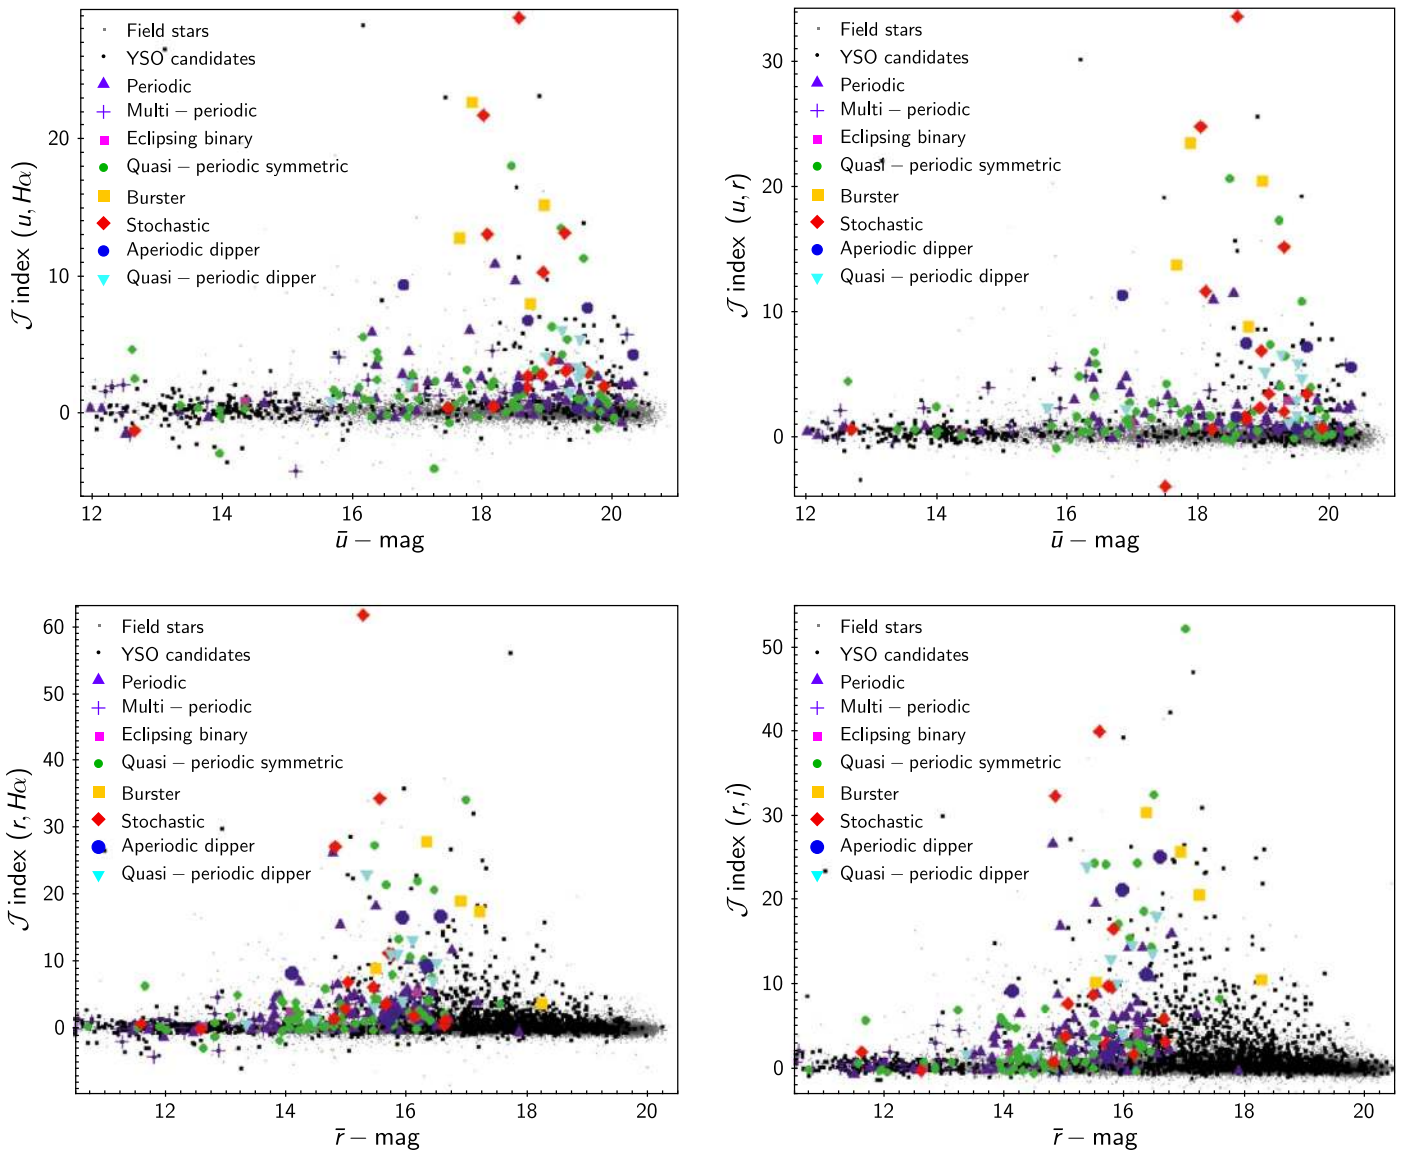 Field stars
YSO candidates
Periodic
Multi − periodic
Eclipsing binary
Quasi − periodic symmetric
Burster
Stochastic
Aperiodic dipper
Quasi − periodic dipper
20
10
0
𝒥 index (u, Hα)
12
14
16
18
20
ū − mag
Field stars
YSO candidates
Periodic
Multi − periodic
Eclipsing binary
Quasi − periodic symmetric
Burster
Stochastic
Aperiodic dipper
Quasi − periodic dipper
30
20
10
0
𝒥 index (u, r)
12
14
16
18
20
ū − mag
Field stars
YSO candidates
Periodic
Multi − periodic
Eclipsing binary
Quasi − periodic symmetric
Burster
Stochastic
Aperiodic dipper
Quasi − periodic dipper
60
50
40
30
20
10
0
𝒥 index (r, Hα)
12
14
16
18
20
r̄ − mag
Field stars
YSO candidates
Periodic
Multi − periodic
Eclipsing binary
Quasi − periodic symmetric
Burster
Stochastic
Aperiodic dipper
Quasi − periodic dipper
50
40
30
20
10
0
𝒥 index (r, i)
12
14
16
18
20
r̄ − mag